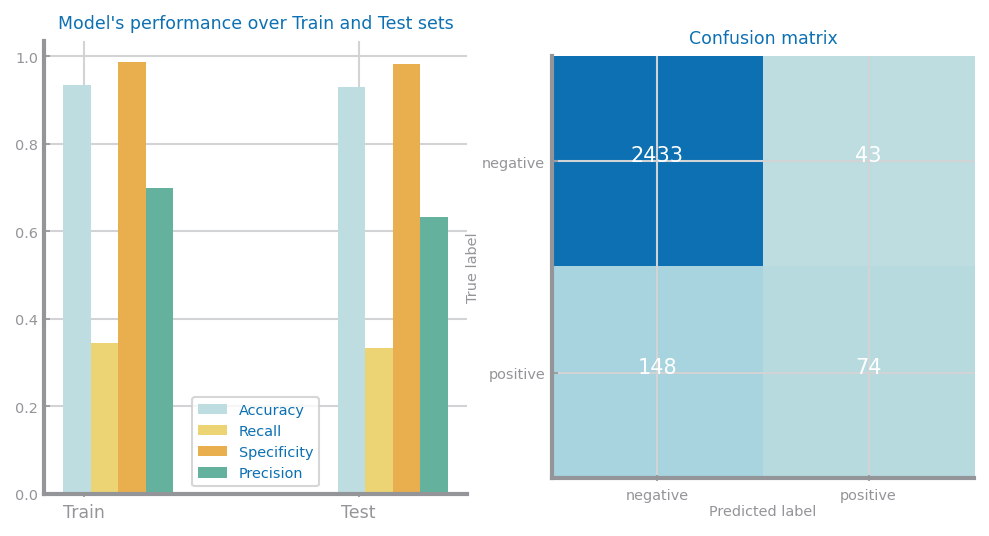 Model's performance over Train and Test sets
1.0
0.8
0.6
0.4
0.2
0.0
Train
Test
Accuracy
Recall
Specificity
Precision
Confusion matrix
True label
negative
positive
2433
43
148
74
negative
positive
Predicted label